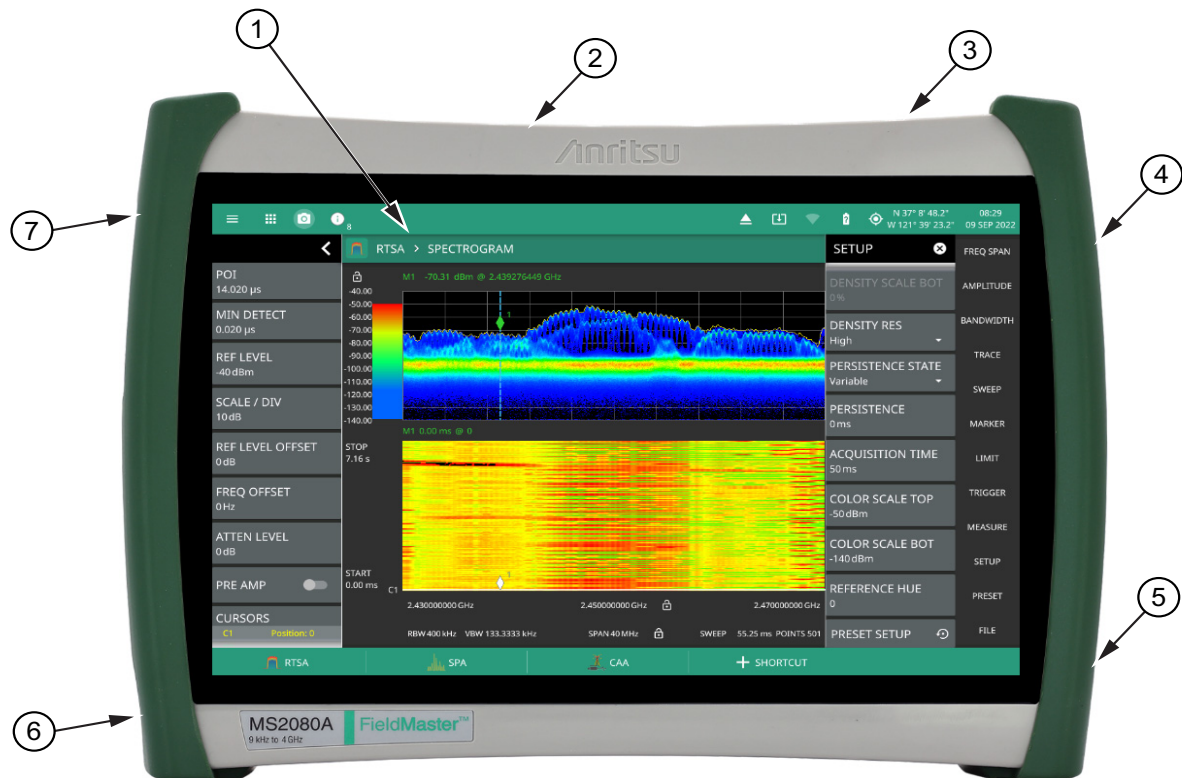 1
2
3
4
5
6
7
Anritsu
8
N 37° 8' 48.2"
W 121° 39' 23.2"
08:29
09 SEP 2022
RTSA > SPECTROGRAM
POI
14.020 µs
MIN DETECT
0.020 µs
REF LEVEL
-40 dBm
SCALE / DIV
10 dB
REF LEVEL OFFSET
0 dB
FREQ OFFSET
0 Hz
ATTEN LEVEL
0 dB
PRE AMP
CURSORS
C1 Position: 0
M1 -70.31 dBm @ 2.439276449 GHz
-40.00
-50.00
-60.00
-70.00
-80.00
-90.00
-100.00
-110.00
-120.00
-130.00
-140.00
1
M1 0.00 ms @ 0
STOP
7.16 s
START
0.00 ms
C1
1
2.430000000 GHz 2.450000000 GHz 2.470000000 GHz
RBW 400 kHz VBW 133.3333 kHz SPAN 40 MHz SWEEP 55.25 ms POINTS 501
SETUP
DENSITY SCALE BOT
0 %
DENSITY RES
High
PERSISTENCE STATE
Variable
PERSISTENCE
0 ms
ACQUISITION TIME
50 ms
COLOR SCALE TOP
-50 dBm
COLOR SCALE BOT
-140 dBm
REFERENCE HUE
0
PRESET SETUP
FREQ SPAN
AMPLITUDE
BANDWIDTH
TRACE
SWEEP
MARKER
LIMIT
TRIGGER
MEASURE
SETUP
PRESET
FILE
RTSA
SPA
CAA
+ SHORTCUT
MS2080A
9 kHz to 4 GHz
FieldMaster™